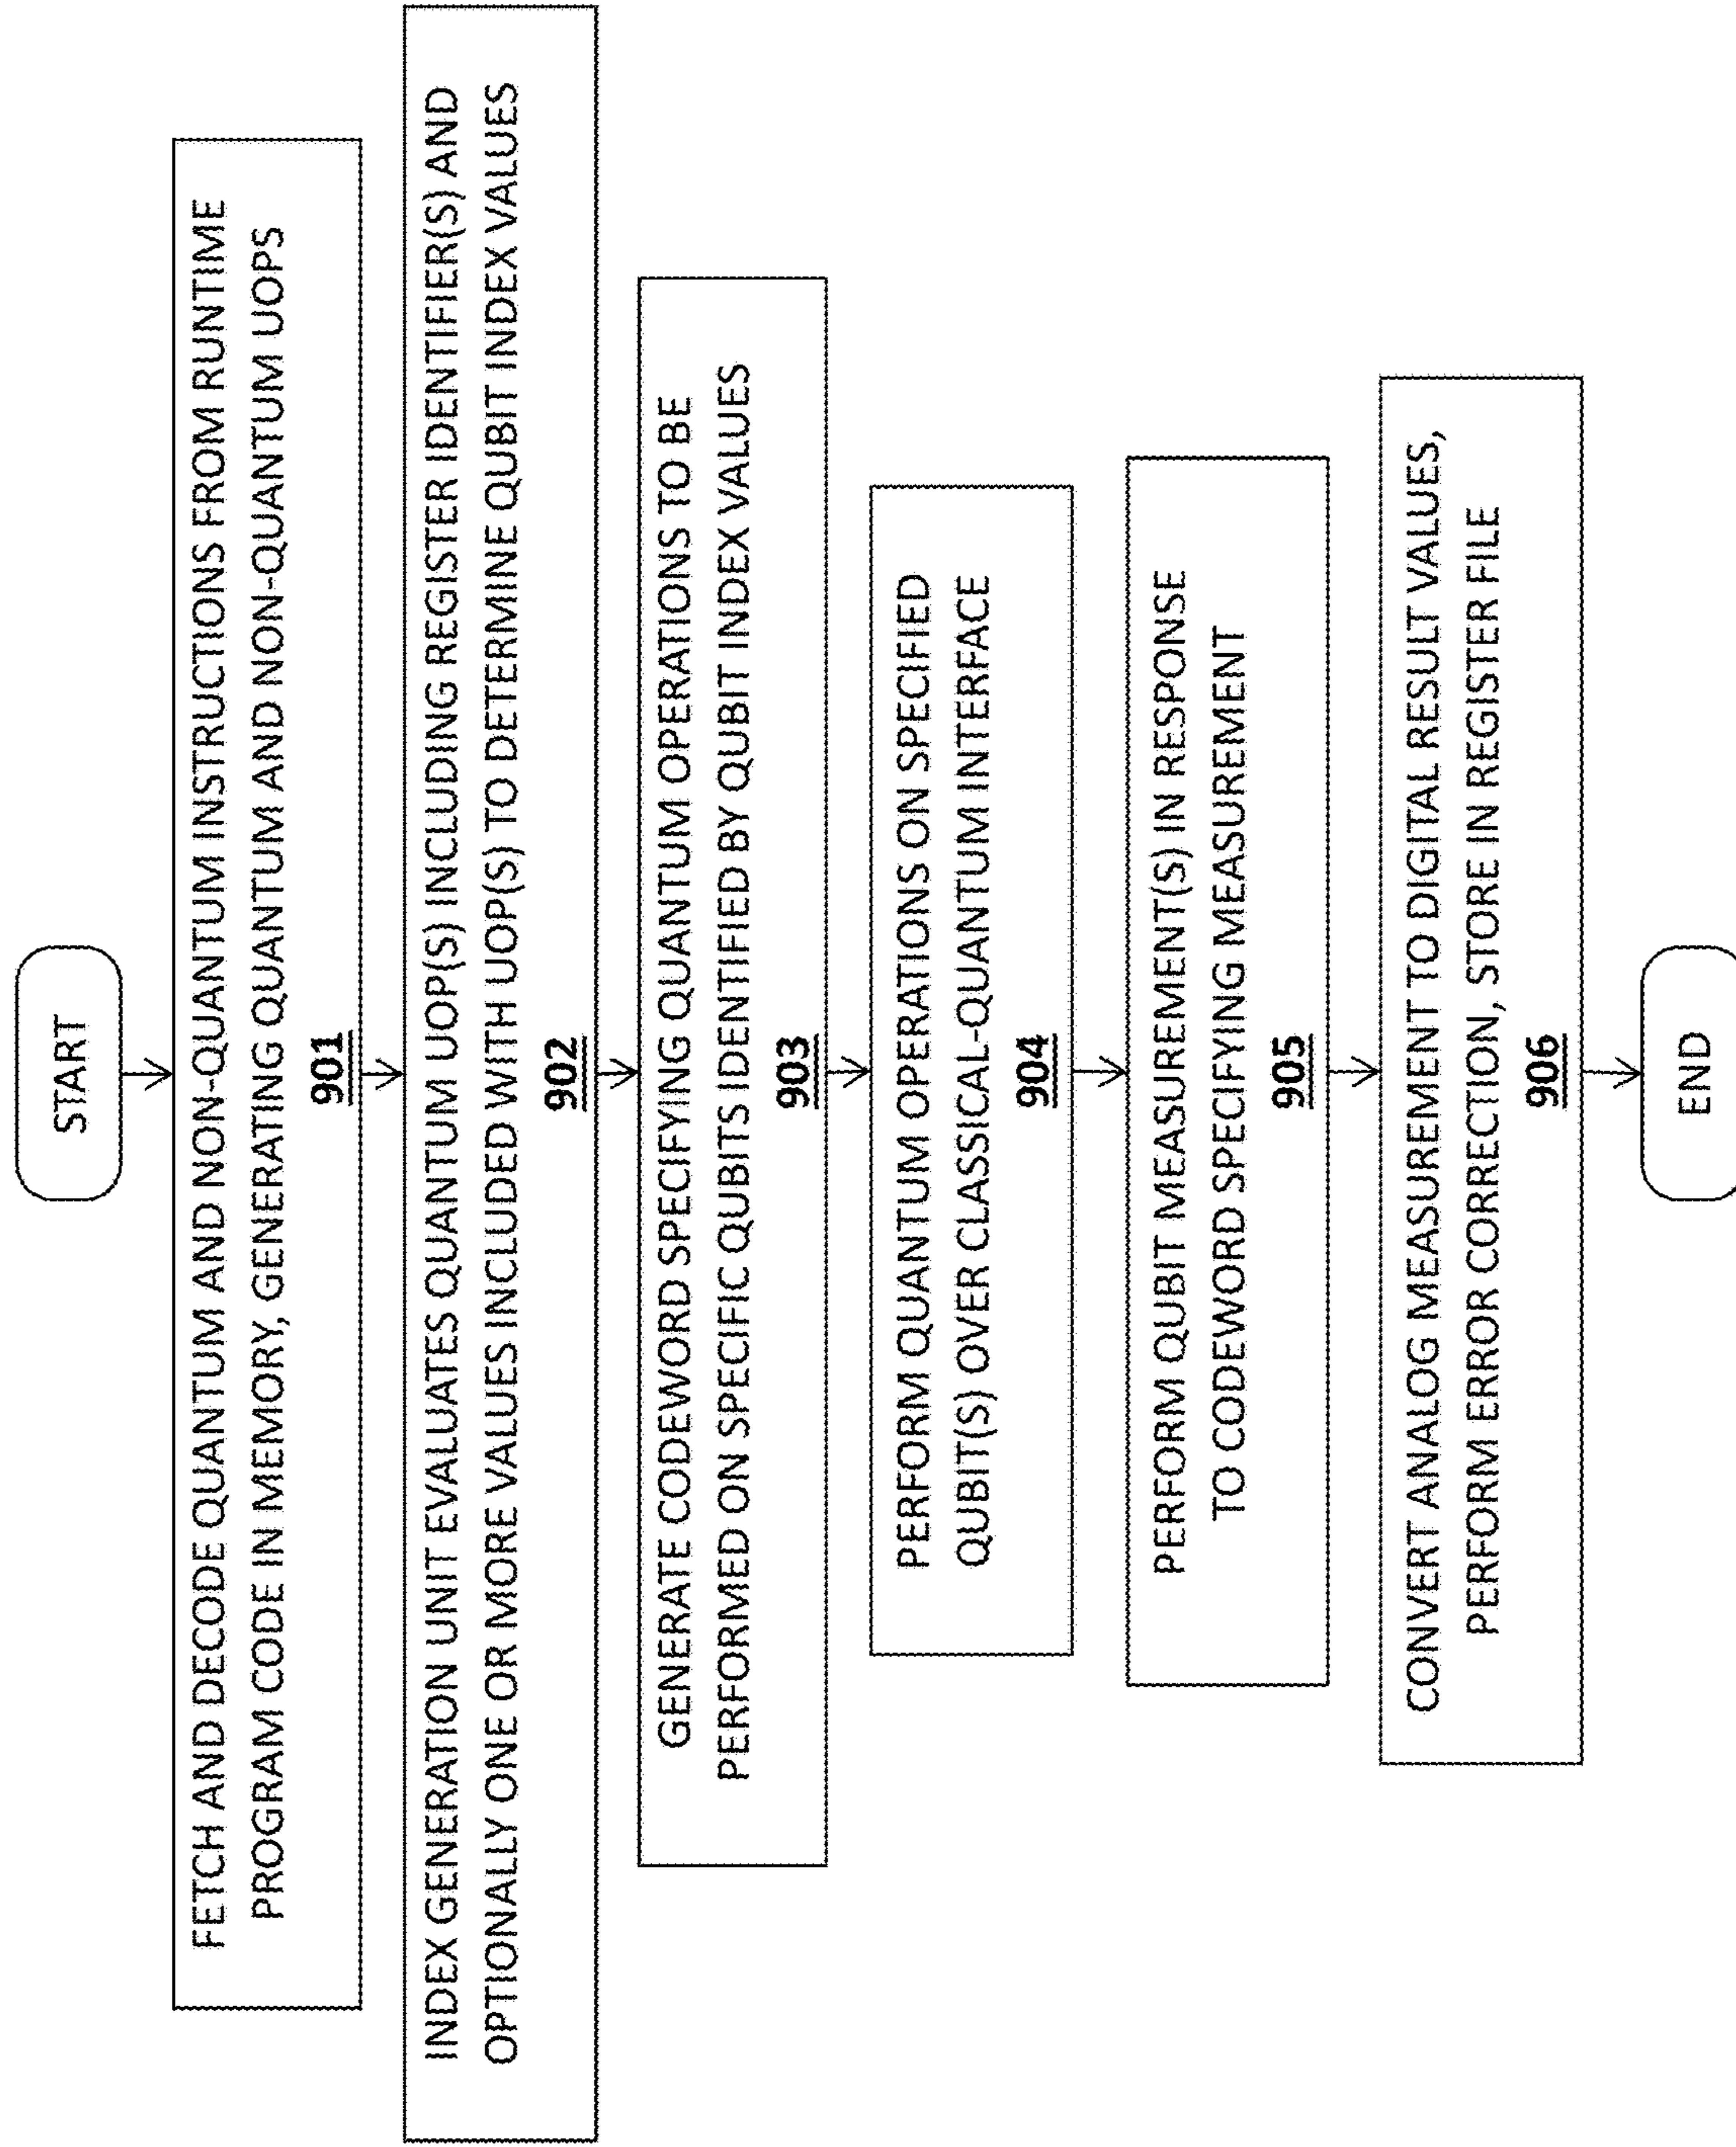 START
FETCH AND DECODE QUANTUM AND NON-QUANTUM INSTRUCTIONS FROM RUNTIME
PROGRAM CODE IN MEMORY, GENERATING QUANTUM AND NON-QUANTUM UOPS
901
INDEX GENERATION UNIT EVALUATES QUANTUM UOP(S) INCLUDING REGISTER IDENTIFIER(S) AND
OPTIONALLY ONE OR MORE VALUES INCLUDED WITH UOP(S) TO DETERMINE QUBIT INDEX VALUES
902
GENERATE CODEWORD SPECIFYING QUANTUM OPERATIONS TO BE
PERFORMED ON SPECIFIC QUBITS IDENTIFIED BY QUBIT INDEX VALUES
903
PERFORM QUANTUM OPERATIONS ON SPECIFIED
QUBIT(S) OVER CLASSICAL-QUANTUM INTERFACE
904
PERFORM QUBIT MEASUREMENT(S) IN RESPONSE
TO CODEWORD SPECIFYING MEASUREMENT
905
CONVERT ANALOG MEASUREMENT TO DIGITAL RESULT VALUES,
PERFORM ERROR CORRECTION, STORE IN REGISTER FILE
906
END